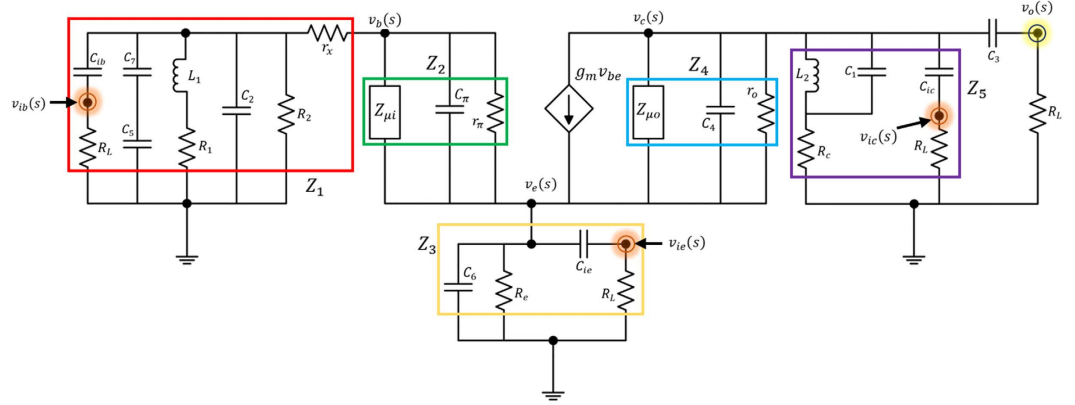 v_b(s)
v_c(s)
v_o(s)
C_ib
C_7
L_1
r_x
Z_2
g_m v_be
Z_4
L_2
C_1
C_ic
Z_5
C_3
v_ib(s)
C_2
R_2
Z_μi
C_π
r_π
Z_μo
C_4
r_o
R_L
C_5
R_L
R_1
R_c
v_ic(s)
R_L
Z_1
v_e(s)
Z_3
v_ie(s)
C_6
R_e
C_ie
R_L